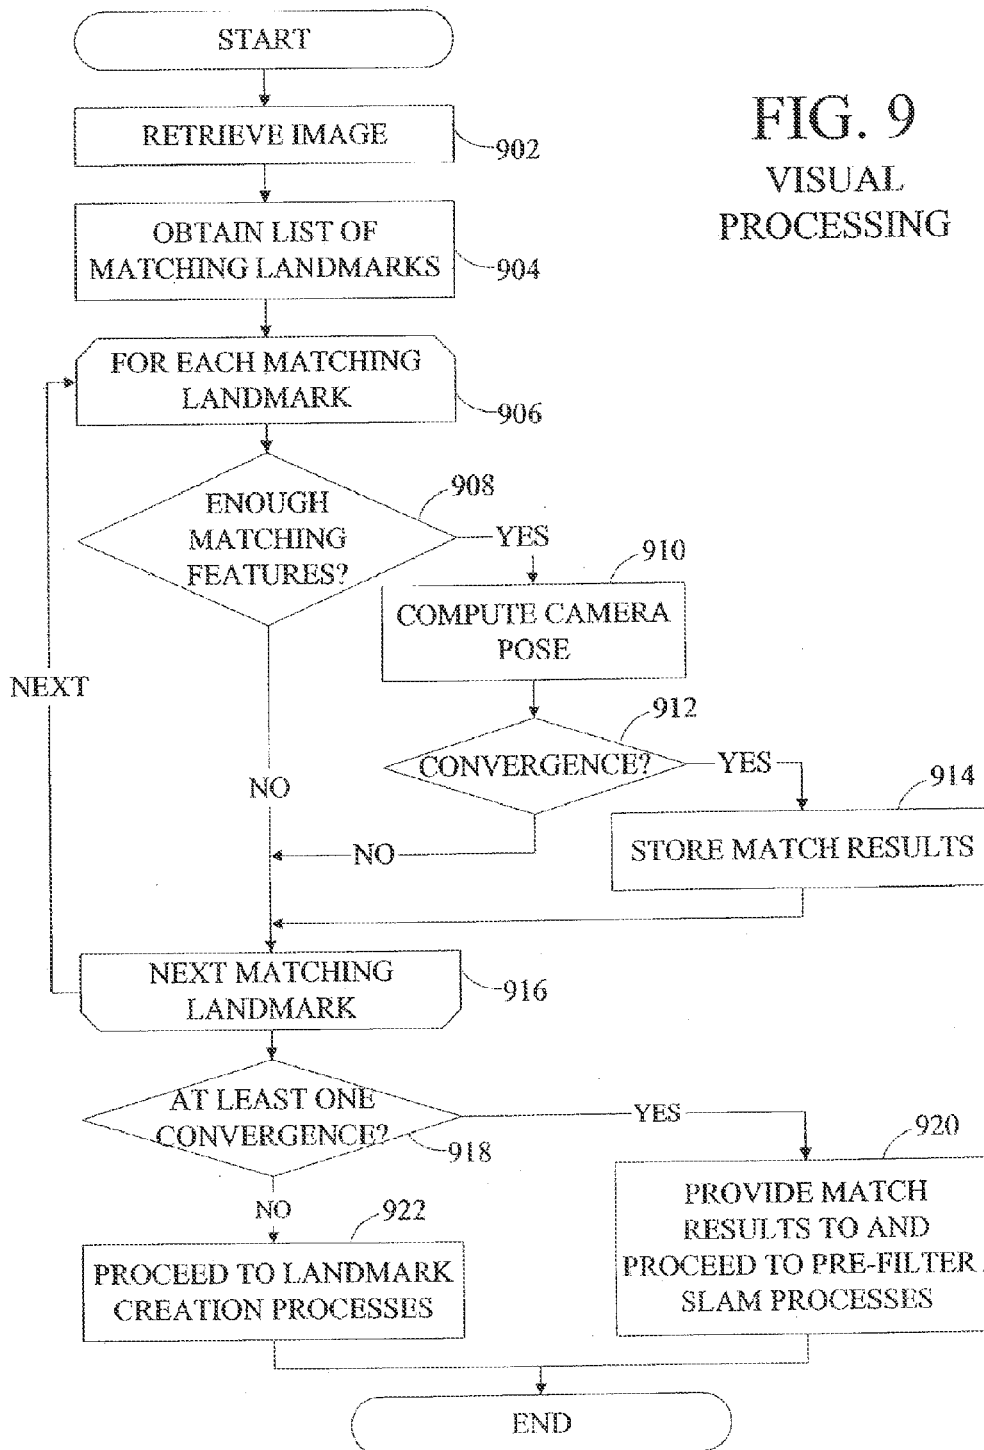 START
FIG. 9
VISUAL
PROCESSING
RETRIEVE IMAGE
902
OBTAIN LIST OF
MATCHING LANDMARKS
904
FOR EACH MATCHING
LANDMARK
906
ENOUGH
MATCHING
FEATURES?
908
YES
910
COMPUTE CAMERA
POSE
NEXT
912
CONVERGENCE?
YES
NO
914
STORE MATCH RESULTS
NO
NEXT MATCHING
LANDMARK
916
AT LEAST ONE
CONVERGENCE?
918
YES
920
NO
922
PROVIDE MATCH
RESULTS TO AND
PROCEED TO PRE-FILTER /
SLAM PROCESSES
PROCEED TO LANDMARK
CREATION PROCESSES
END